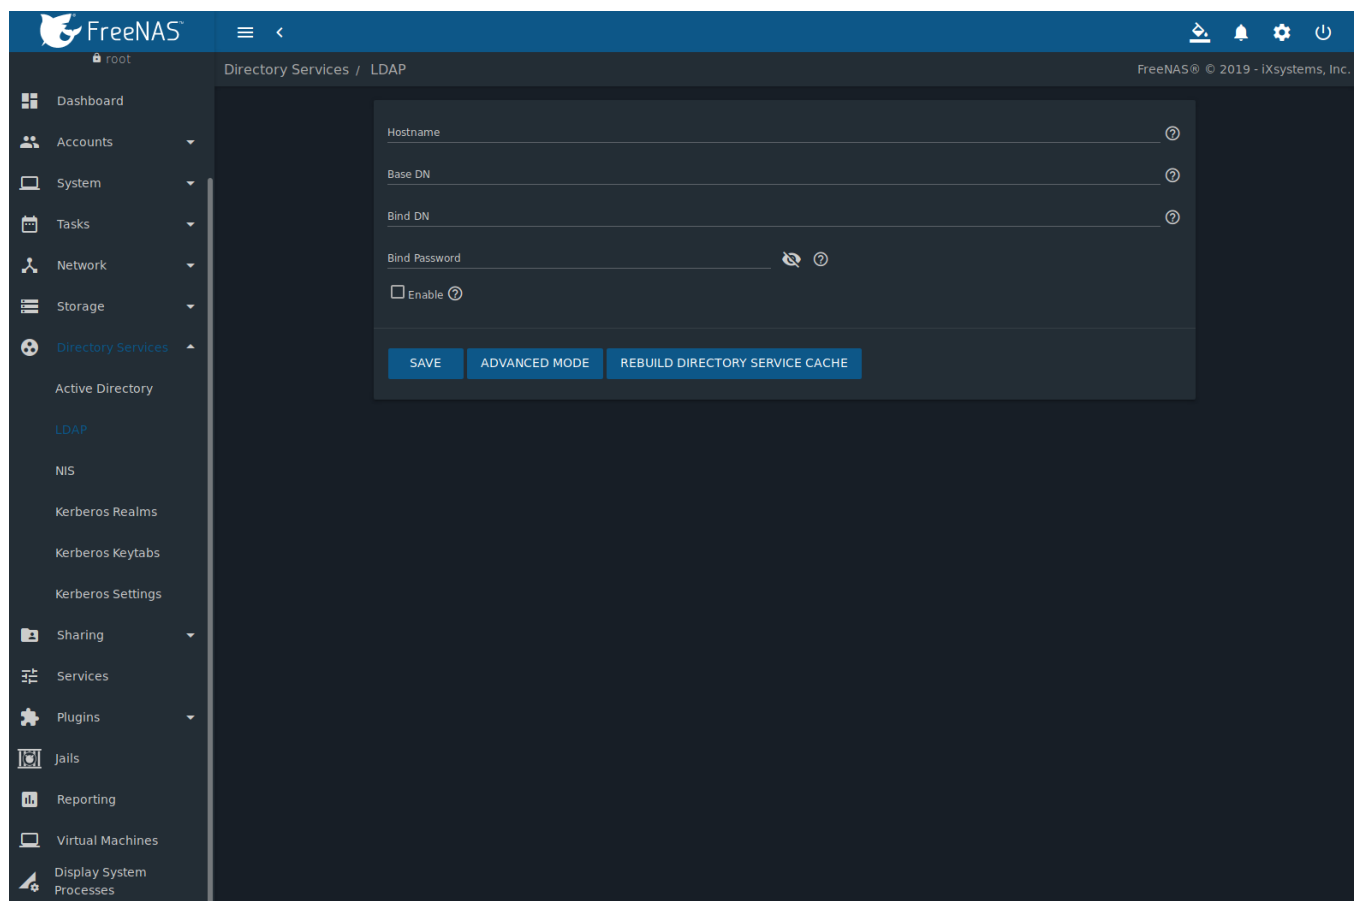 FreeNAS™
root
Directory Services / LDAP
FreeNAS® © 2019 - iXsystems, Inc.
Dashboard
Accounts
System
Tasks
Network
Storage
Directory Services
Active Directory
LDAP
NIS
Kerberos Realms
Kerberos Keytabs
Kerberos Settings
Sharing
Services
Plugins
Jails
Reporting
Virtual Machines
Display System
Processes
Hostname
Base DN
Bind DN
Bind Password
Enable
SAVE
ADVANCED MODE
REBUILD DIRECTORY SERVICE CACHE